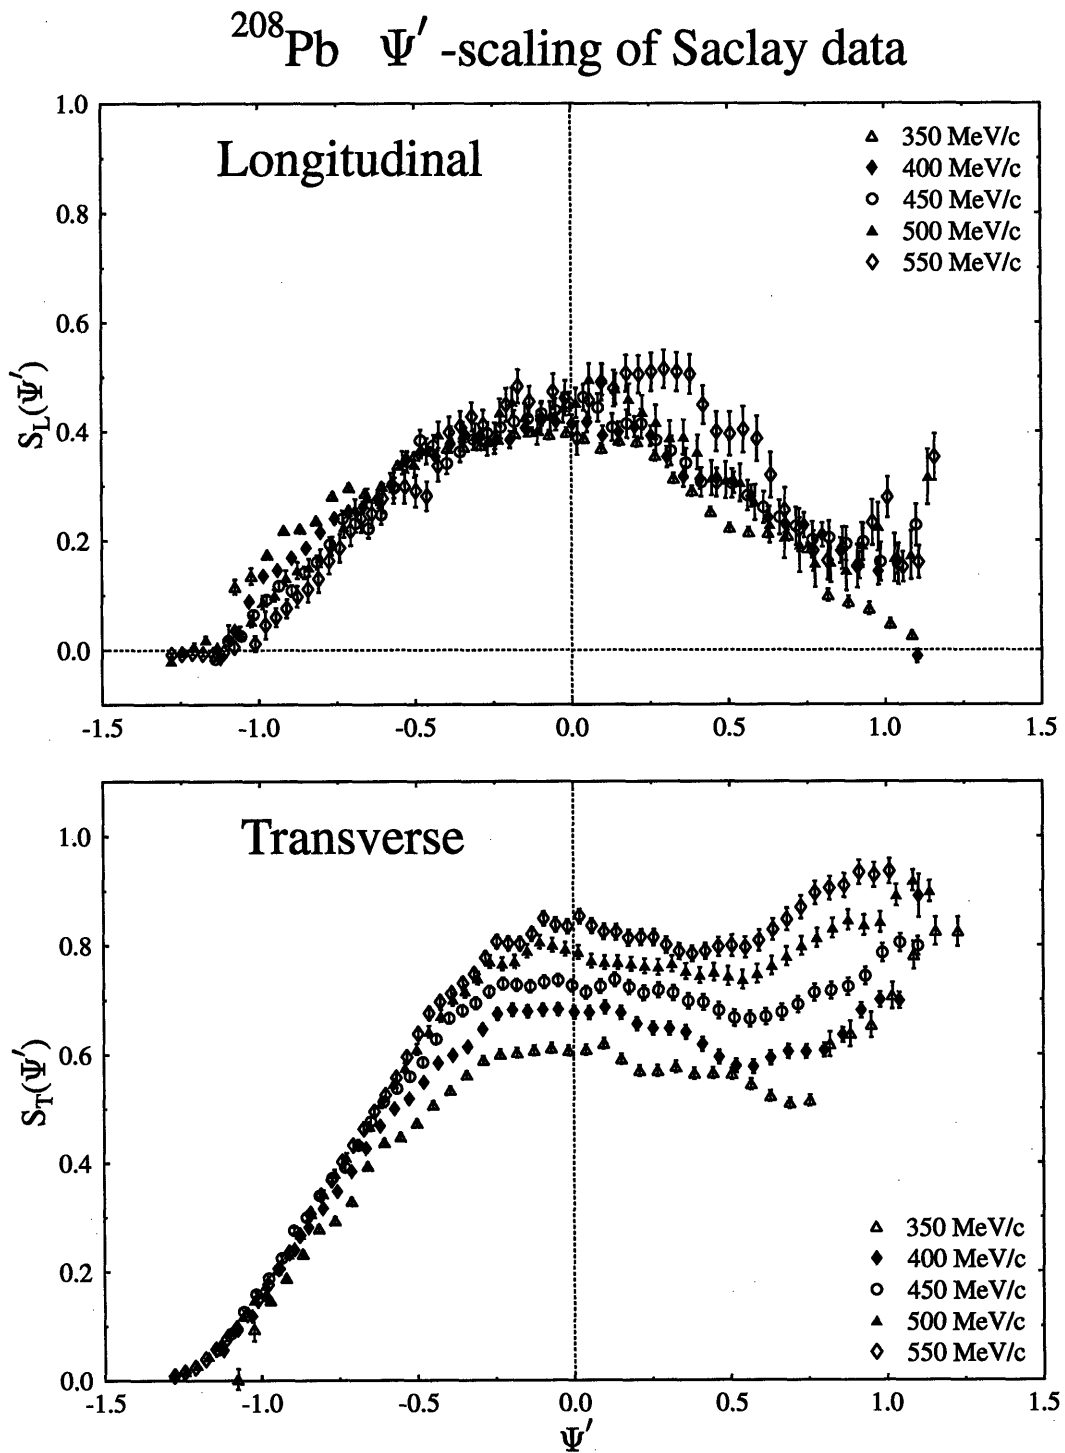 ²⁰⁸Pb Ψ′ -scaling of Saclay data
1.0
Longitudinal
350 MeV/c
400 MeV/c
450 MeV/c
500 MeV/c
550 MeV/c
0.8
0.6
0.4
0.2
0.0
S_L(Ψ′)
-1.5 -1.0 -0.5 0.0 0.5 1.0 1.5
Transverse
1.0
0.8
0.6
0.4
0.2
0.0
S_T(Ψ′)
350 MeV/c
400 MeV/c
450 MeV/c
500 MeV/c
550 MeV/c
-1.5 -1.0 -0.5 0.0 0.5 1.0 1.5
Ψ′